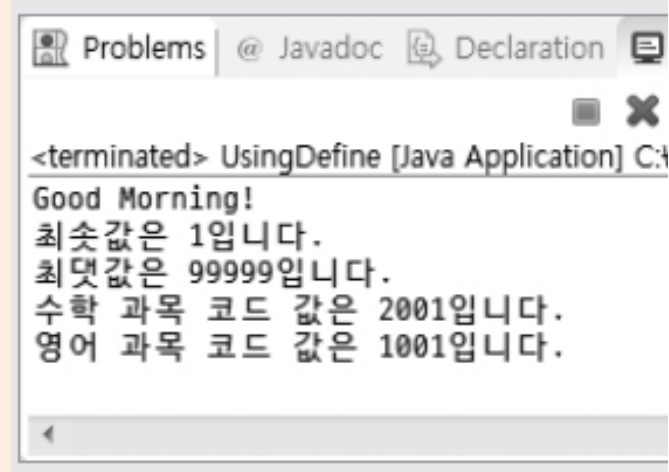 Problems @ Javadoc Declaration
<terminated> UsingDefine [Java Application] C:\
Good Morning!
최솟값은 1입니다.
최댓값은 99999입니다.
수학 과목 코드 값은 2001입니다.
영어 과목 코드 값은 1001입니다.